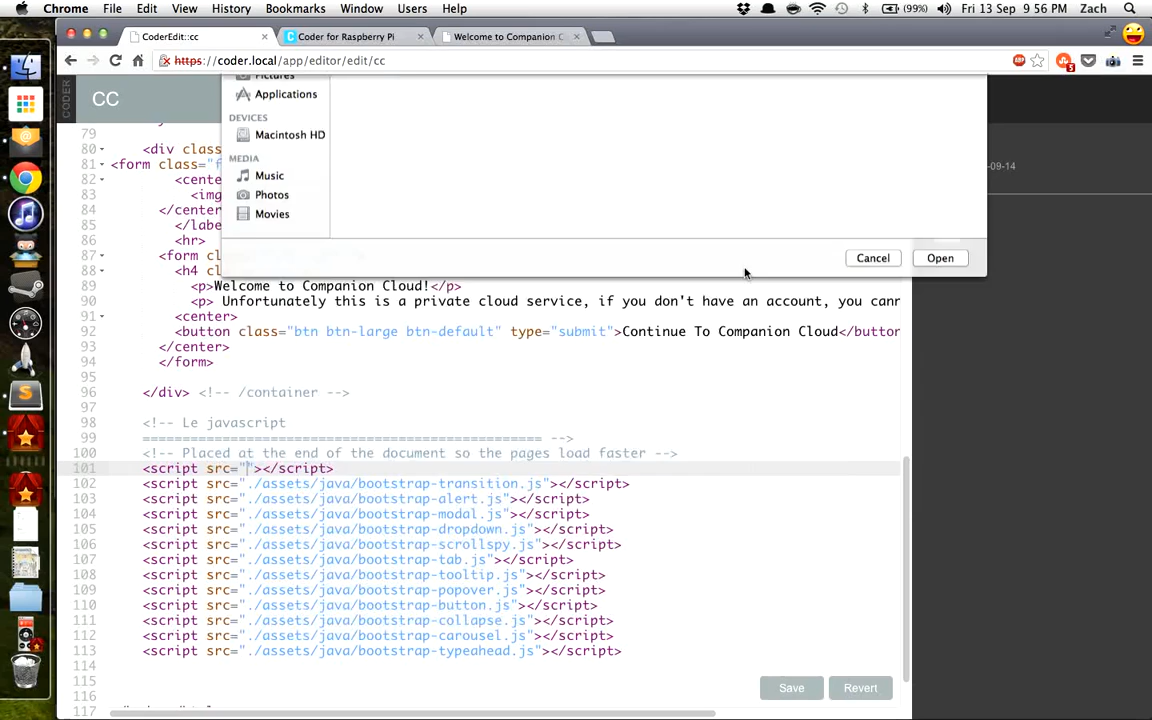 Chrome File Edit View History Bookmarks Window Users Help (99%) Fri 13 Sep 9:56 PM Zach
CoderEdit::cc Coder for Raspberry Pi Welcome to Companion C
https://coder.local/app/editor/edit/cc
3
CODER
CC
Pictures
Applications
DEVICES
Macintosh HD
MEDIA
Music
Photos
Movies
Cancel Open
-09-14
79
80 <div class
81 <form class="f
82 <cente
83 <img
84 </center
85 </labe
86 <hr>
87 <form cl
88 <h4 cl
89 <p>Welcome to Companion Cloud!</p>
90 <p> Unfortunately this is a private cloud service, if you don't have an account, you cann
91 <center>
92 <button class="btn btn-large btn-default" type="submit">Continue To Companion Cloud</button
93 </center>
94 </form>
95
96 </div> <!-- /container -->
97
98 <!-- Le javascript
99 ================================================== -->
100 <!-- Placed at the end of the document so the pages load faster -->
101 <script src=""></script>
102 <script src="./assets/java/bootstrap-transition.js"></script>
103 <script src="./assets/java/bootstrap-alert.js"></script>
104 <script src="./assets/java/bootstrap-modal.js"></script>
105 <script src="./assets/java/bootstrap-dropdown.js"></script>
106 <script src="./assets/java/bootstrap-scrollspy.js"></script>
107 <script src="./assets/java/bootstrap-tab.js"></script>
108 <script src="./assets/java/bootstrap-tooltip.js"></script>
109 <script src="./assets/java/bootstrap-popover.js"></script>
110 <script src="./assets/java/bootstrap-button.js"></script>
111 <script src="./assets/java/bootstrap-collapse.js"></script>
112 <script src="./assets/java/bootstrap-carousel.js"></script>
113 <script src="./assets/java/bootstrap-typeahead.js"></script>
114
115
116
117
Save Revert